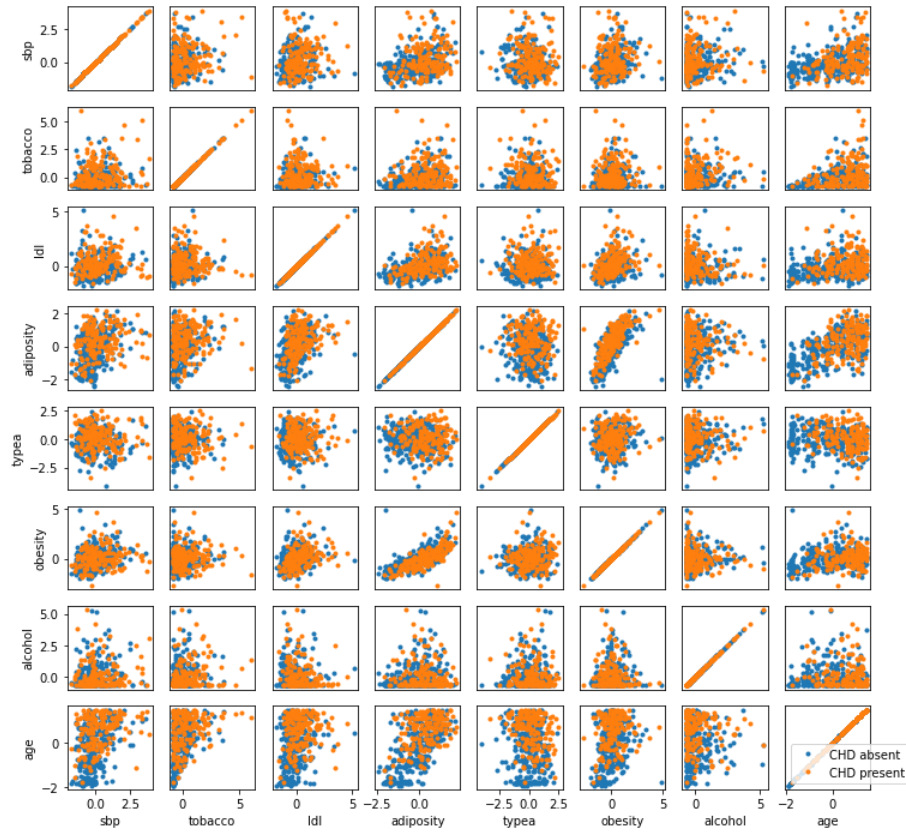 sbp
2.5
0.0
tobacco
5.0
2.5
0.0
ldl
5
0
adiposity
2
0
−2
typea
2.5
0.0
−2.5
obesity
5
0
alcohol
5.0
2.5
0.0
age
0
−2
CHD absent
CHD present
0.0 2.5 0 5 0 5 −2.5 0.0 −2.5 0.0 2.5 0 5 0 5 −2 0
sbp tobacco ldl adiposity typea obesity alcohol age